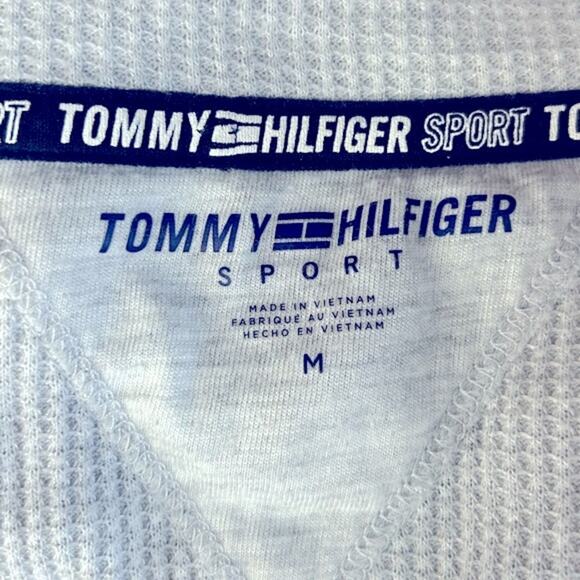 RT TOMMY HILFIGER SPORT TO
TOMMY HILFIGER
SPORT
MADE IN VIETNAM
FABRIQUÉ AU VIETNAM
HECHO EN VIETNAM
M